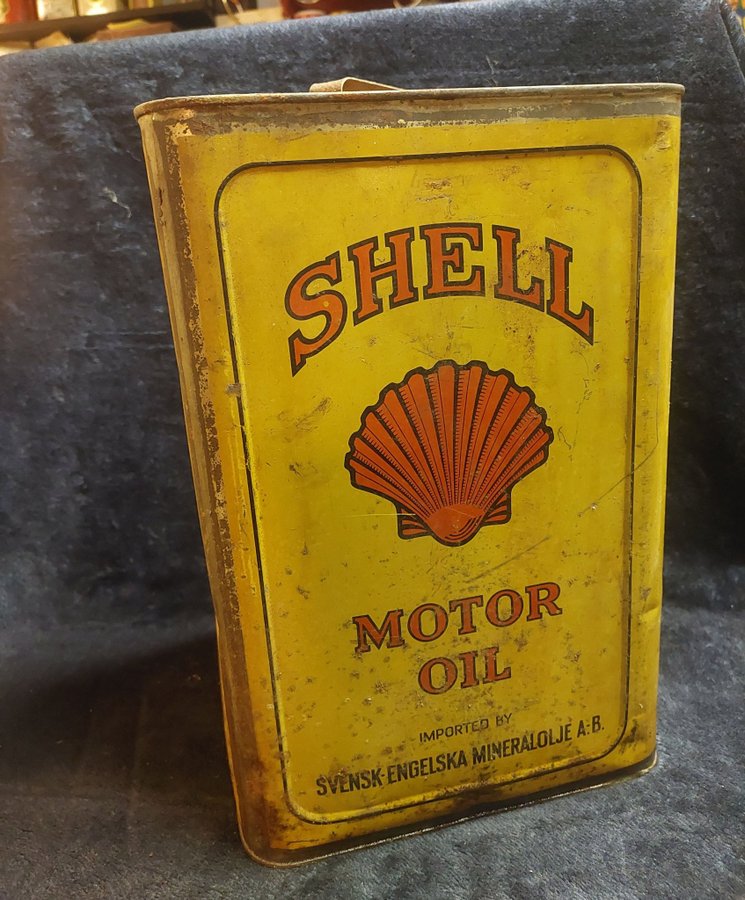 SHELL
MOTOR
OIL
IMPORTED BY
SVENSK-ENGELSKA MINERALOLJE A-B.